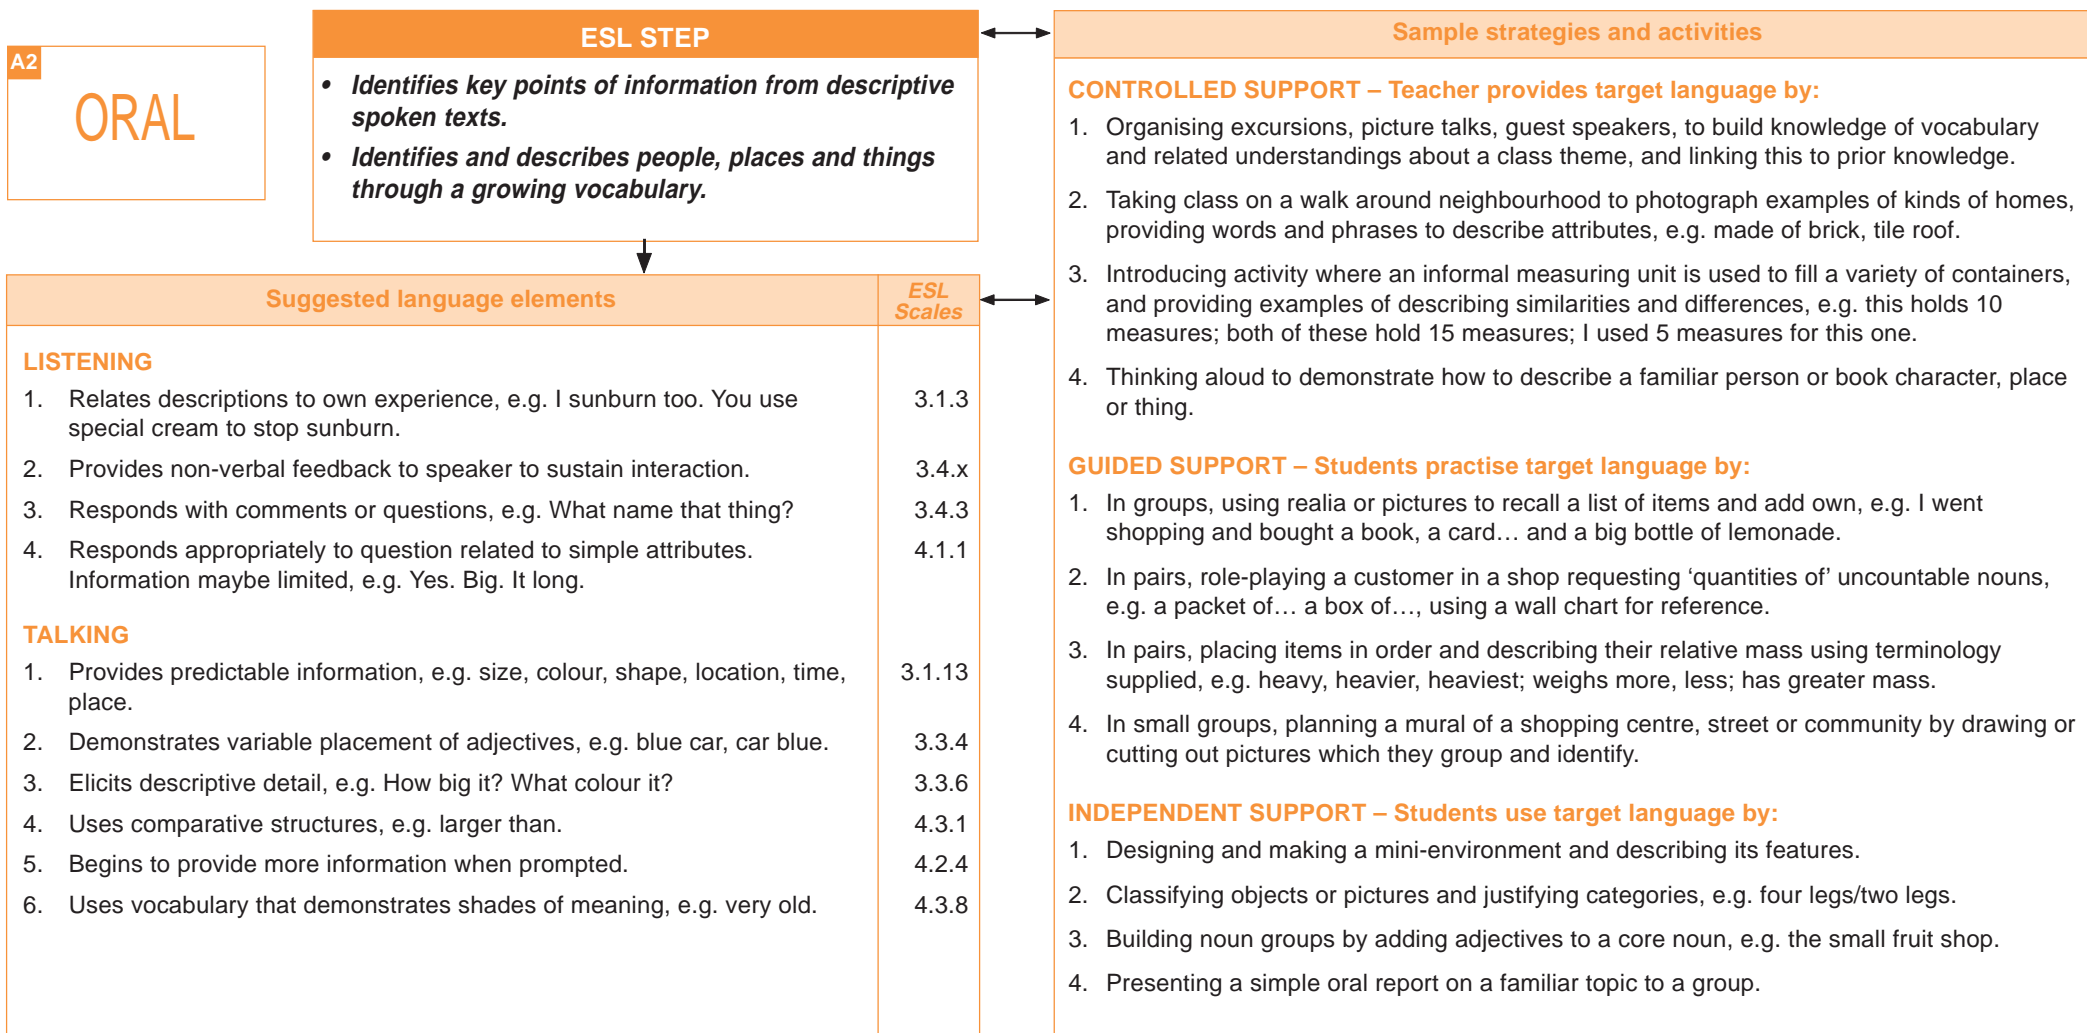 A2
ORAL
ESL STEP
• Identifies key points of information from descriptive
spoken texts.
• Identifies and describes people, places and things
through a growing vocabulary.
Suggested language elements
ESL
Scales
LISTENING
1. Relates descriptions to own experience, e.g. I sunburn too. You use 3.1.3
special cream to stop sunburn.
2. Provides non-verbal feedback to speaker to sustain interaction. 3.4.x
3. Responds with comments or questions, e.g. What name that thing? 3.4.3
4. Responds appropriately to question related to simple attributes. 4.1.1
Information maybe limited, e.g. Yes. Big. It long.
TALKING
1. Provides predictable information, e.g. size, colour, shape, location, time, 3.1.13
place.
2. Demonstrates variable placement of adjectives, e.g. blue car, car blue. 3.3.4
3. Elicits descriptive detail, e.g. How big it? What colour it? 3.3.6
4. Uses comparative structures, e.g. larger than. 4.3.1
5. Begins to provide more information when prompted. 4.2.4
6. Uses vocabulary that demonstrates shades of meaning, e.g. very old. 4.3.8
Sample strategies and activities
CONTROLLED SUPPORT – Teacher provides target language by:
1. Organising excursions, picture talks, guest speakers, to build knowledge of vocabulary
and related understandings about a class theme, and linking this to prior knowledge.
2. Taking class on a walk around neighbourhood to photograph examples of kinds of homes,
providing words and phrases to describe attributes, e.g. made of brick, tile roof.
3. Introducing activity where an informal measuring unit is used to fill a variety of containers,
and providing examples of describing similarities and differences, e.g. this holds 10
measures; both of these hold 15 measures; I used 5 measures for this one.
4. Thinking aloud to demonstrate how to describe a familiar person or book character, place
or thing.
GUIDED SUPPORT – Students practise target language by:
1. In groups, using realia or pictures to recall a list of items and add own, e.g. I went
shopping and bought a book, a card… and a big bottle of lemonade.
2. In pairs, role-playing a customer in a shop requesting ‘quantities of’ uncountable nouns,
e.g. a packet of… a box of…, using a wall chart for reference.
3. In pairs, placing items in order and describing their relative mass using terminology
supplied, e.g. heavy, heavier, heaviest; weighs more, less; has greater mass.
4. In small groups, planning a mural of a shopping centre, street or community by drawing or
cutting out pictures which they group and identify.
INDEPENDENT SUPPORT – Students use target language by:
1. Designing and making a mini-environment and describing its features.
2. Classifying objects or pictures and justifying categories, e.g. four legs/two legs.
3. Building noun groups by adding adjectives to a core noun, e.g. the small fruit shop.
4. Presenting a simple oral report on a familiar topic to a group.